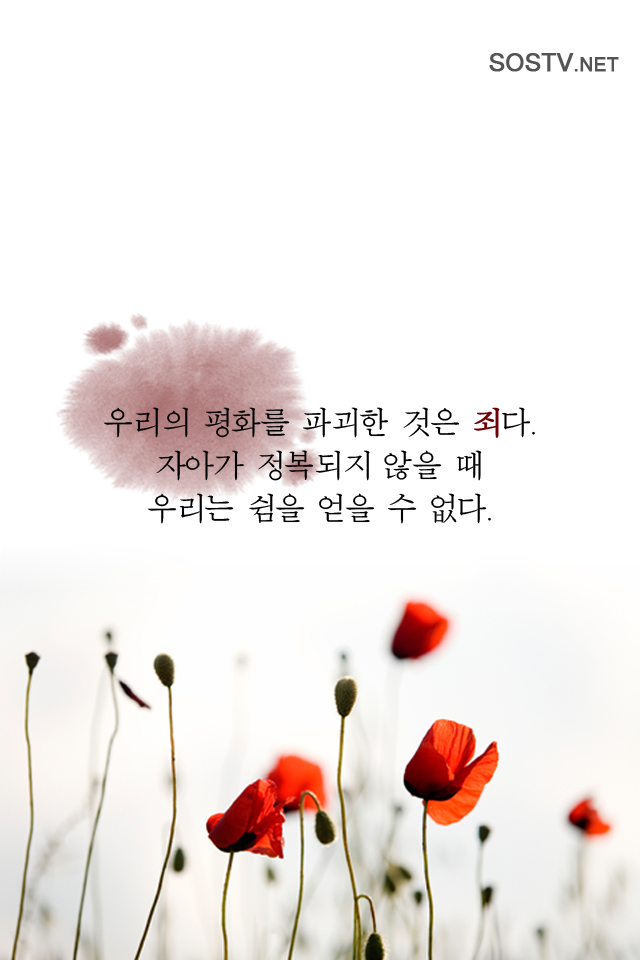 SOSTV.NET
우리의 평화를 파괴한 것은 죄다.
자아가 정복되지 않을 때
우리는 쉼을 얻을 수 없다.